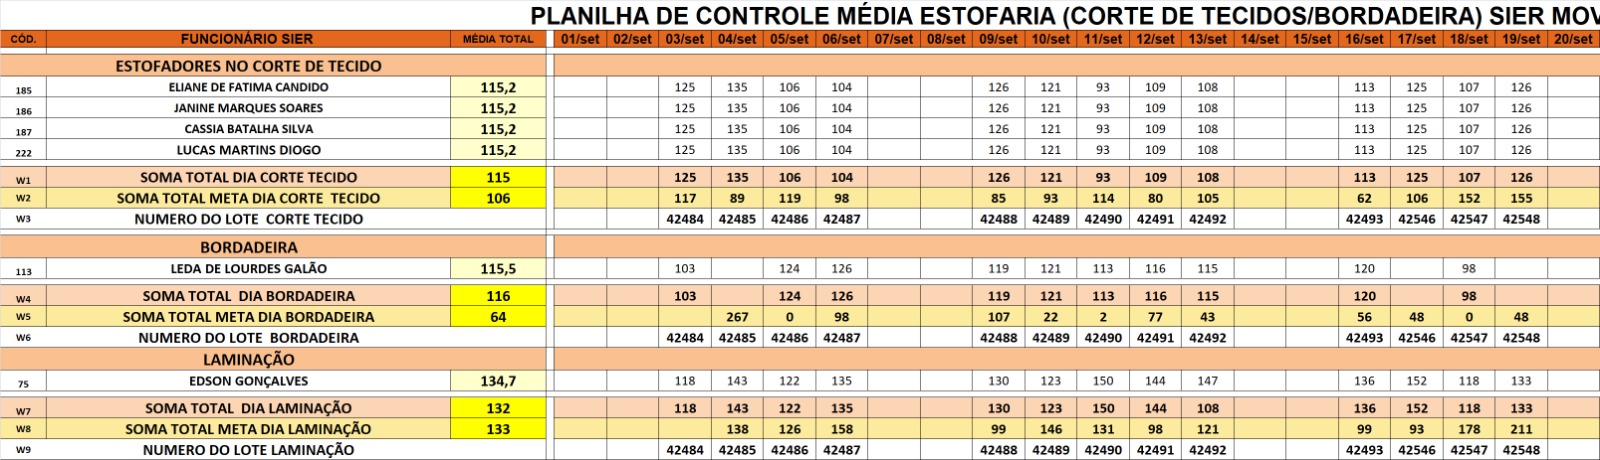 PLANILHA DE CONTROLE MÉDIA ESTOFARIA (CORTE DE TECIDOS/BORDADEIRA) SIER MOV
CÓD. FUNCIONÁRIO SIER MÉDIA TOTAL 01/set 02/set 03/set 04/set 05/set 06/set 07/set 08/set 09/set 10/set 11/set 12/set 13/set 14/set 15/set 16/set 17/set 18/set 19/set 20/set
ESTOFADORES NO CORTE DE TECIDO
185 ELIANE DE FATIMA CANDIDO 115,2 125 135 106 104 126 121 93 109 108 113 125 107 126
186 JANINE MARQUES SOARES 115,2 125 135 106 104 126 121 93 109 108 113 125 107 126
187 CASSIA BATALHA SILVA 115,2 125 135 106 104 126 121 93 109 108 113 125 107 126
222 LUCAS MARTINS DIOGO 115,2 125 135 106 104 126 121 93 109 108 113 125 107 126
W1 SOMA TOTAL DIA CORTE TECIDO 115 125 135 106 104 126 121 93 109 108 113 125 107 126
W2 SOMA TOTAL META DIA CORTE TECIDO 106 117 89 119 98 85 93 114 80 105 62 106 152 155
W3 NUMERO DO LOTE CORTE TECIDO 42484 42485 42486 42487 42488 42489 42490 42491 42492 42493 42546 42547 42548
BORDADEIRA
113 LEDA DE LOURDES GALÃO 115,5 103 124 126 119 121 113 116 115 120 98
W4 SOMA TOTAL DIA BORDADEIRA 116 103 124 126 119 121 113 116 115 120 98
W5 SOMA TOTAL META DIA BORDADEIRA 64 267 0 98 107 22 2 77 43 56 48 0 48
W6 NUMERO DO LOTE BORDADEIRA 42484 42485 42486 42487 42488 42489 42490 42491 42492 42493 42546 42547 42548
LAMINAÇÃO
75 EDSON GONÇALVES 134,7 118 143 122 135 130 123 150 144 147 136 152 118 133
W7 SOMA TOTAL DIA LAMINAÇÃO 132 118 143 122 135 130 123 150 144 108 136 152 118 133
W8 SOMA TOTAL META DIA LAMINAÇÃO 133 138 126 158 99 146 131 98 121 99 93 178 211
W9 NUMERO DO LOTE LAMINAÇÃO 42484 42485 42486 42487 42488 42489 42490 42491 42492 42493 42546 42547 42548